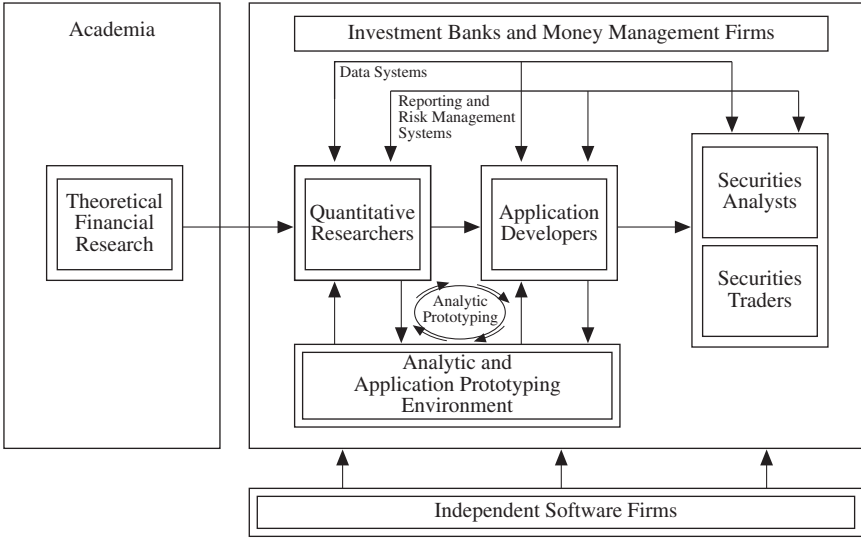 Academia
Investment Banks and Money Management Firms
Data Systems
Reporting and
Risk Management
Systems
Theoretical
Financial
Research
Quantitative
Researchers
Application
Developers
Securities
Analysts
Securities
Traders
Analytic
Prototyping
Analytic and
Application Prototyping
Environment
Independent Software Firms